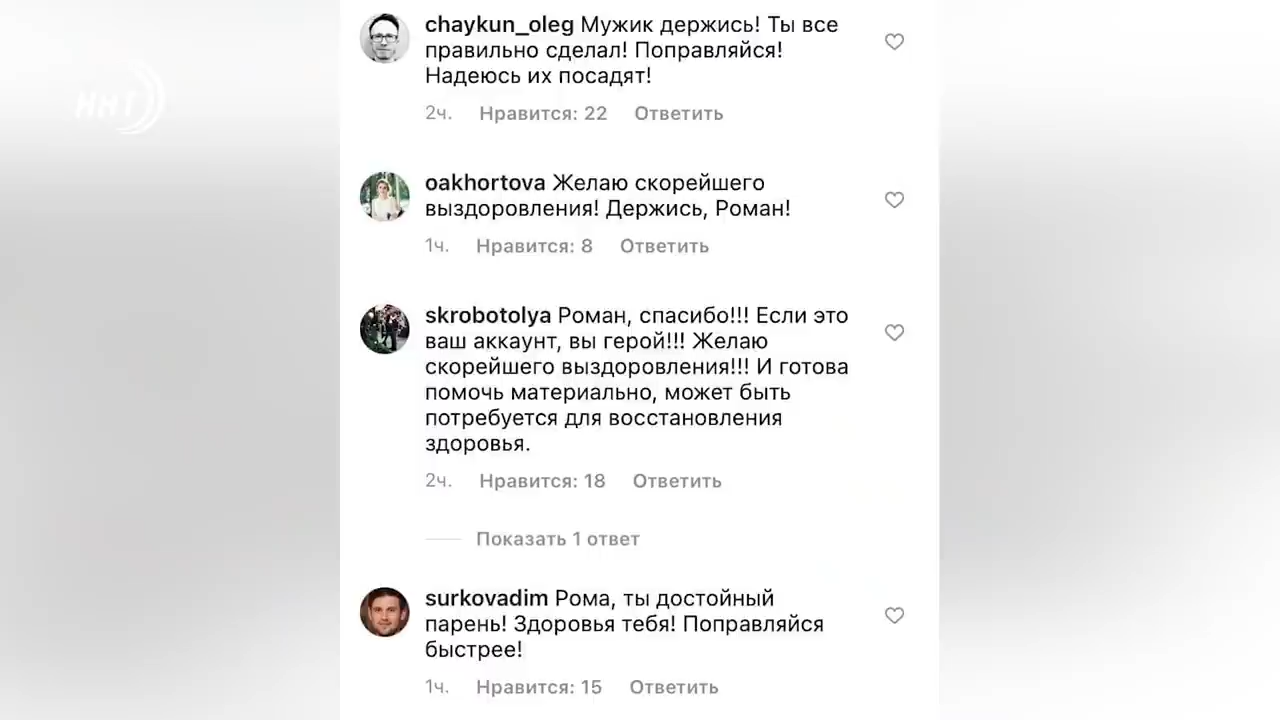 ННТ
chaykun_oleg Мужик держись! Ты все
правильно сделал! Поправляйся!
Надеюсь их посадят!
2ч. Нравится: 22 Ответить
oakhortova Желаю скорейшего
выздоровления! Держись, Роман!
1ч. Нравится: 8 Ответить
skrobotolya Роман, спасибо!!! Если это
ваш аккаунт, вы герой!!! Желаю
скорейшего выздоровления!!! И готова
помочь материально, может быть
потребуется для восстановления
здоровья.
2ч. Нравится: 18 Ответить
Показать 1 ответ
surkovadim Рома, ты достойный
парень! Здоровья тебя! Поправляйся
быстрее!
1ч. Нравится: 15 Ответить